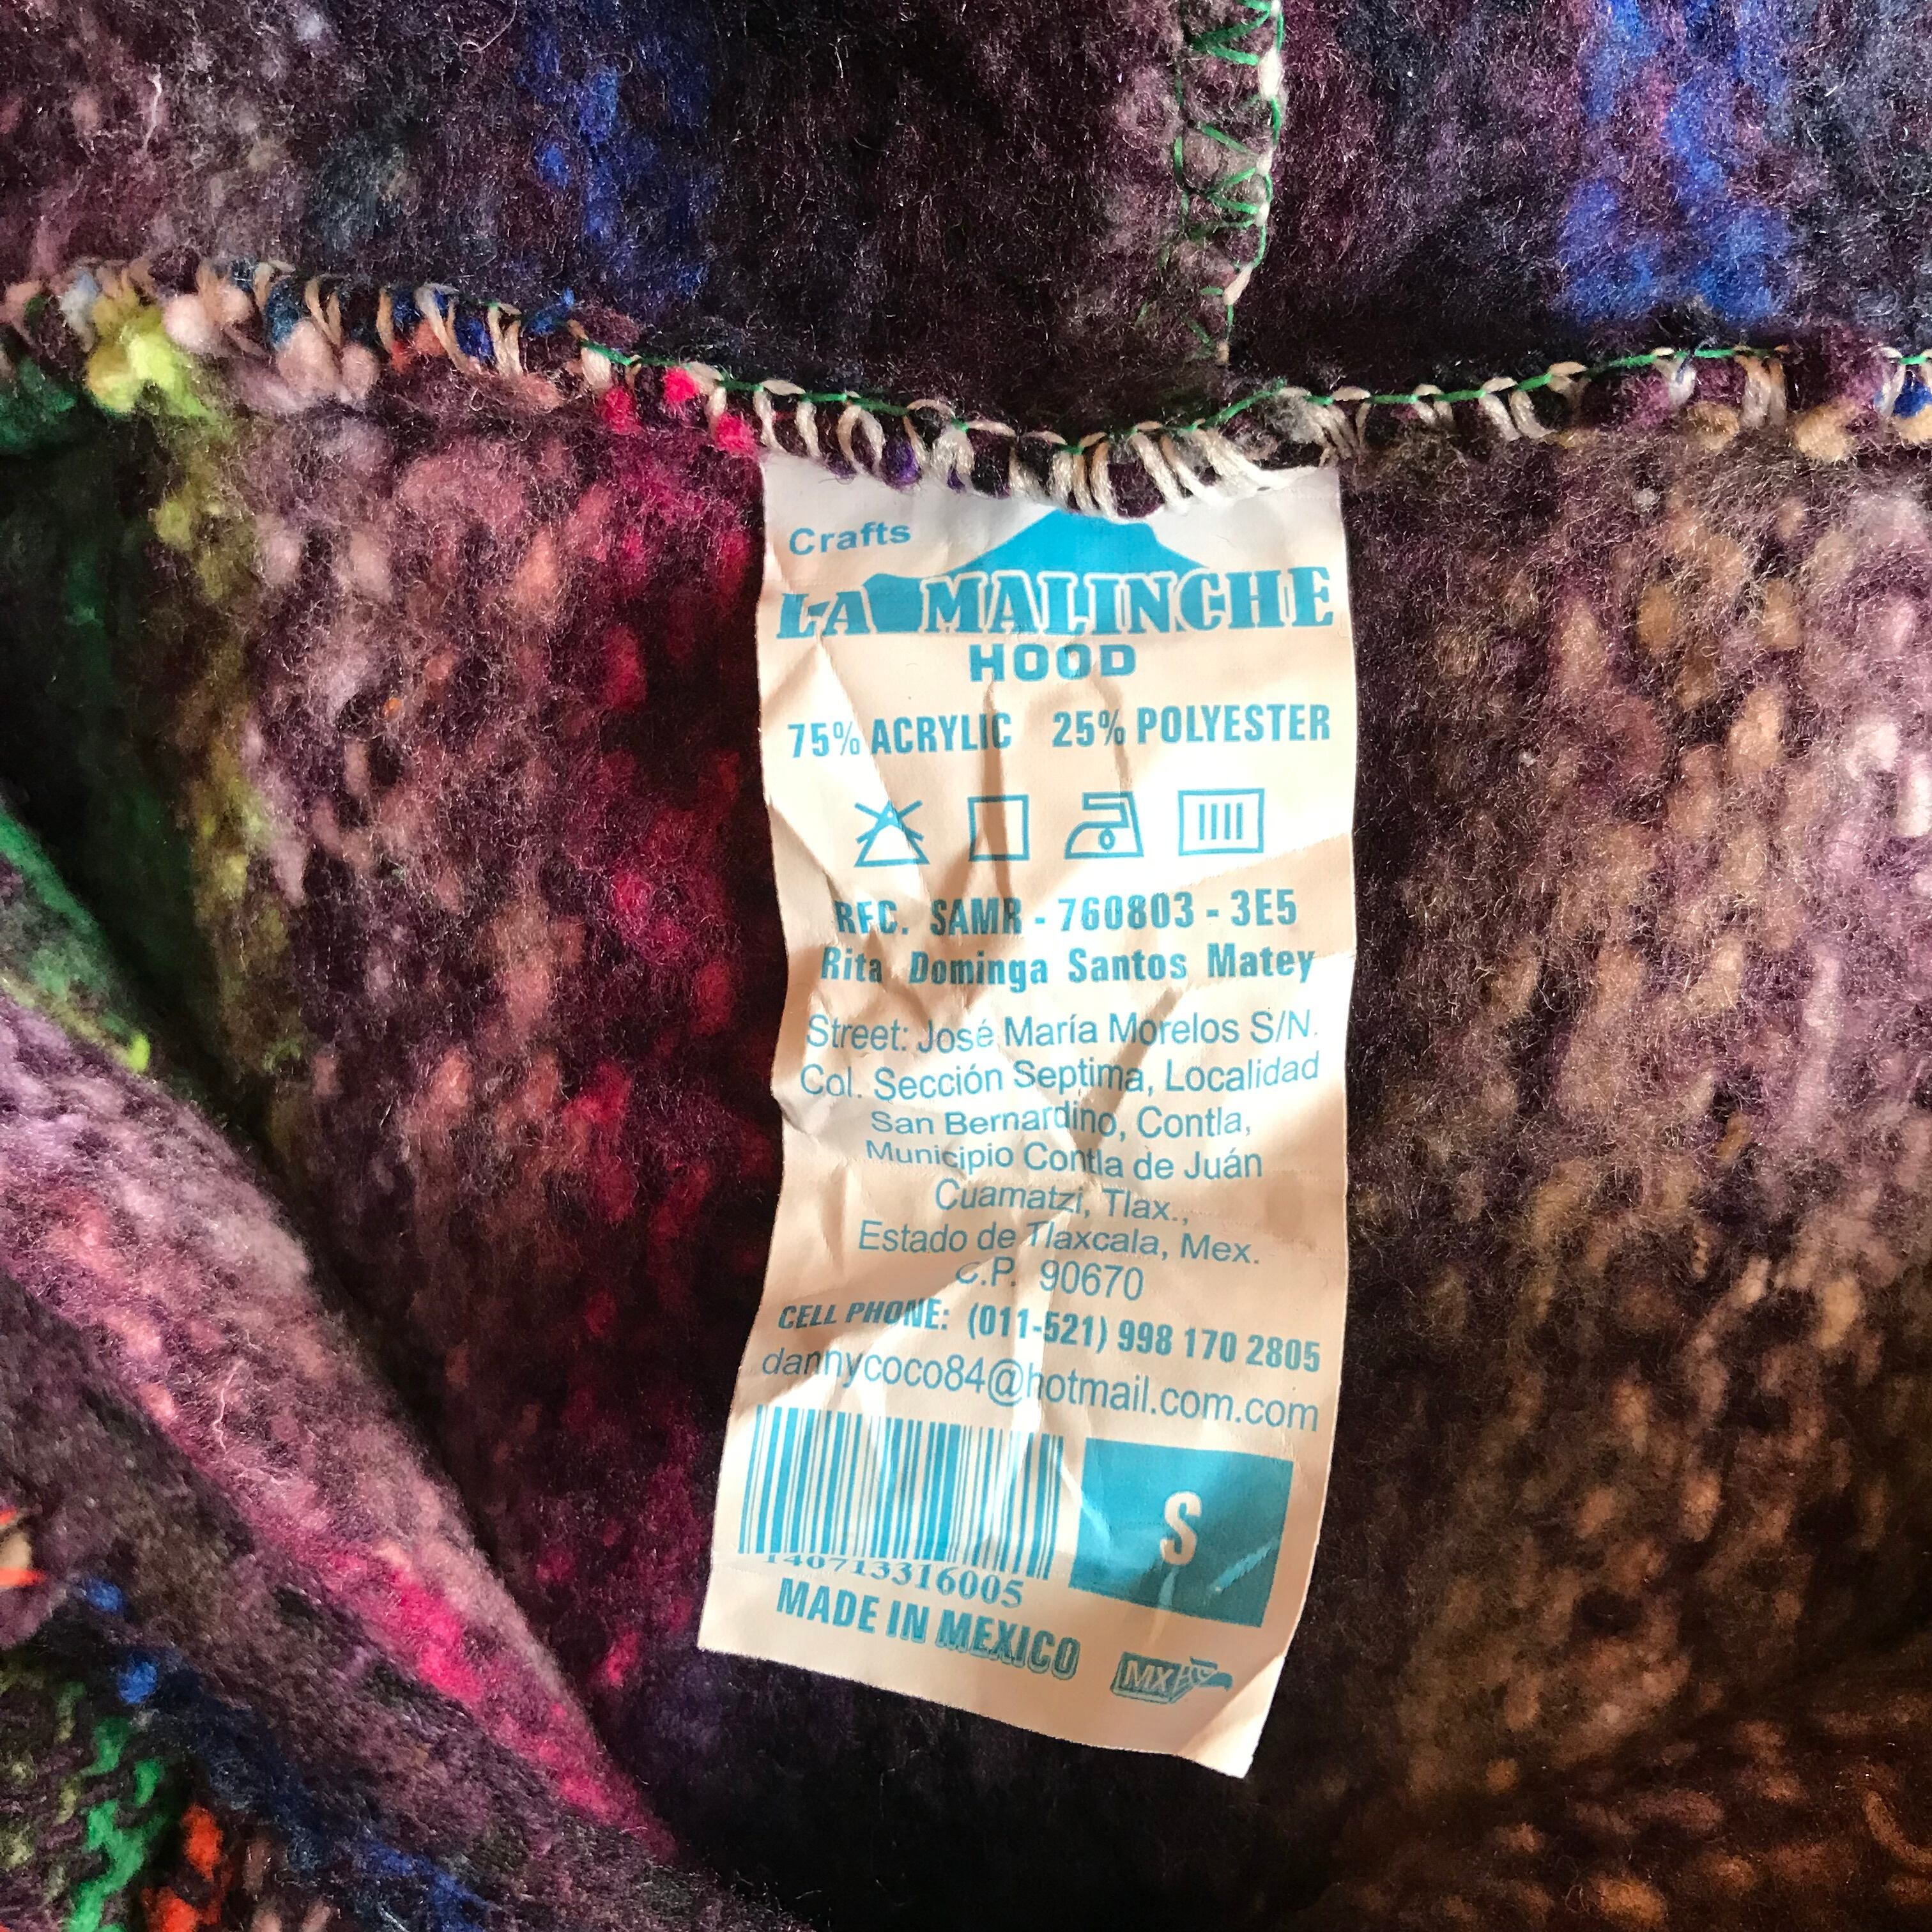 Crafts
LA MALINCHE
HOOD
75% ACRYLIC 25% POLYESTER
RFC. SAMR - 760803 - 3E5
Rita Dominga Santos Matey
Street: José María Morelos S/N.
Col. Sección Septima, Localidad
San Bernardino, Contla,
Municipio Contla de Juán
Cuamatzi, Tlax.,
Estado de Tlaxcala, Mex.
C.P. 90670
CELL PHONE: (011-521) 998 170 2805
dannycoco84@hotmail.com.com
140713316005
S
MADE IN MEXICO
MX